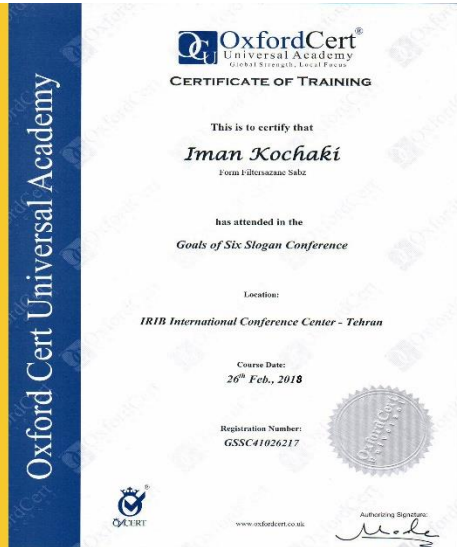 OxfordCert®
Universal Academy
Global Strength, Local Focus
CERTIFICATE OF TRAINING
This is to certify that
Iman Kochaki
Form Filtersazane Sabz
has attended in the
Goals of Six Slogan Conference
Location:
IRIB International Conference Center - Tehran
Course Date:
26th Feb., 2018
Registration Number:
GSSC41026217
www.oxfordcert.co.uk
Authorizing Signature:
Oxford Cert Universal Academy
OxfordCert